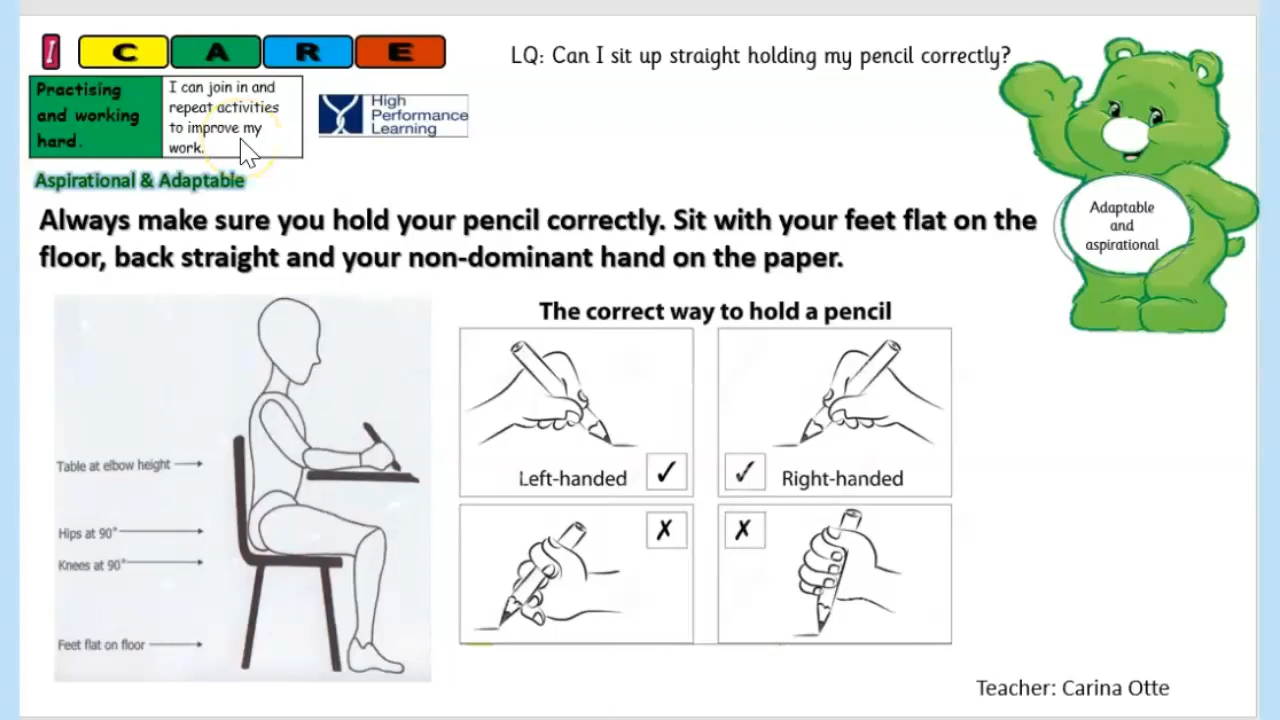 I C A R E
LQ: Can I sit up straight holding my pencil correctly?
Practising
and working
hard.
I can join in and
repeat activities
to improve my
work.
High
Performance
Learning
Aspirational & Adaptable
Adaptable
and
aspirational
Always make sure you hold your pencil correctly. Sit with your feet flat on the
floor, back straight and your non-dominant hand on the paper.
The correct way to hold a pencil
Table at elbow height
Hips at 90°
Knees at 90°
Feet flat on floor
Left-handed ✓
✓ Right-handed
✗
✗
Teacher: Carina Otte